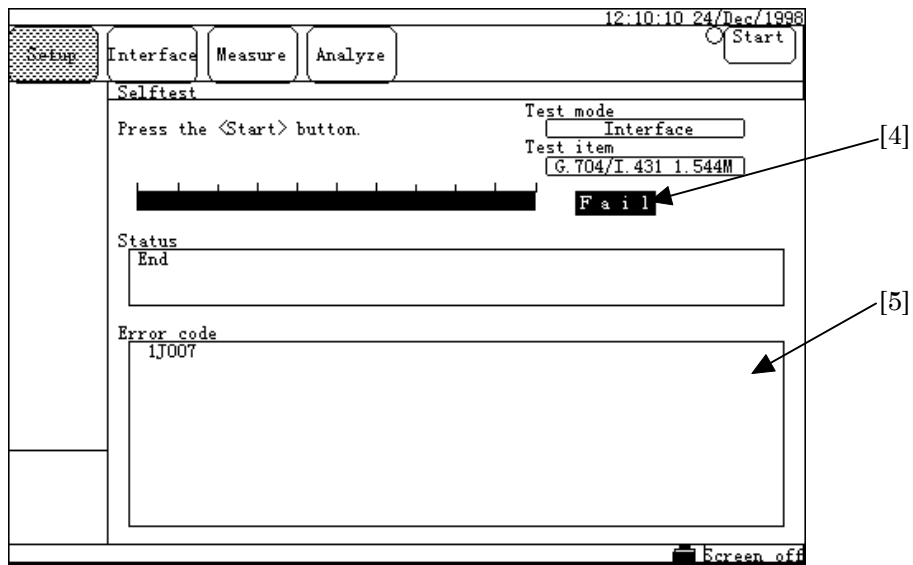 12:10:10 24/Dec/1998
Setup Interface Measure Analyze Start
Selftest
Press the <Start> button.
Test mode
Interface
Test item
G.704/I.431 1.544M
[4]
Fail
Status
End
[5]
Error code
1J007
Screen off